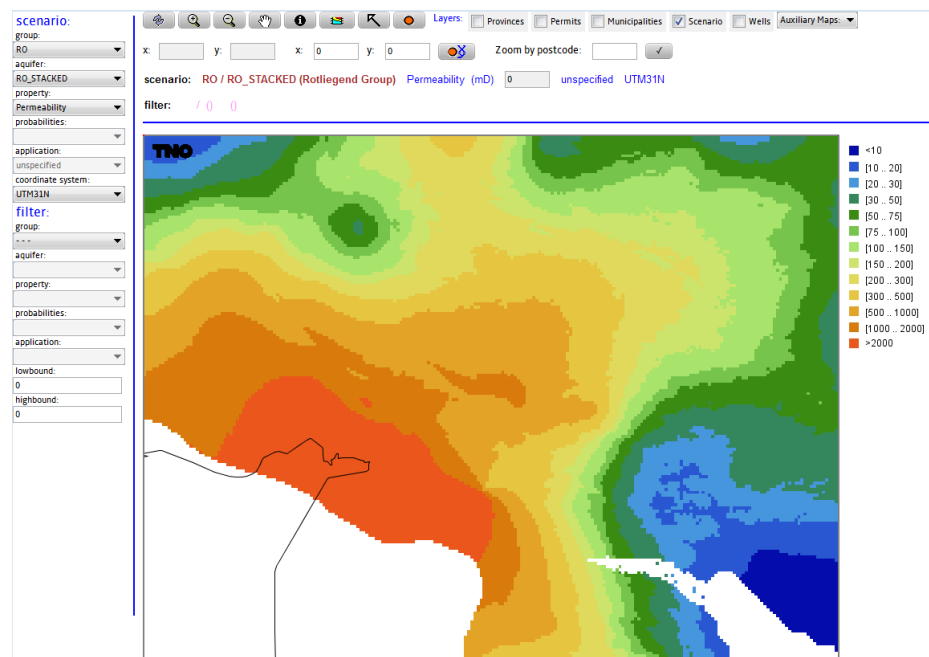 scenario:
group:
RO
aquifer:
RO_STACKED
property:
Permeability
probabilities:
application:
unspecified
coordinate system:
UTM31N
filter:
group:
- - -
aquifer:
property:
probabilities:
application:
lowbound:
0
highbound:
0
Layers: Provinces Permits Municipalities Scenario Wells Auxiliary Maps:
x: y: x: 0 y: 0 Zoom by postcode:
scenario: RO / RO_STACKED (Rotliegend Group) Permeability (mD) 0 unspecified UTM31N
filter: / () ()
TNO
<10
[10 .. 20]
[20 .. 30]
[30 .. 50]
[50 .. 75]
[75 .. 100]
[100 .. 150]
[150 .. 200]
[200 .. 300]
[300 .. 500]
[500 .. 1000]
[1000 .. 2000]
>2000